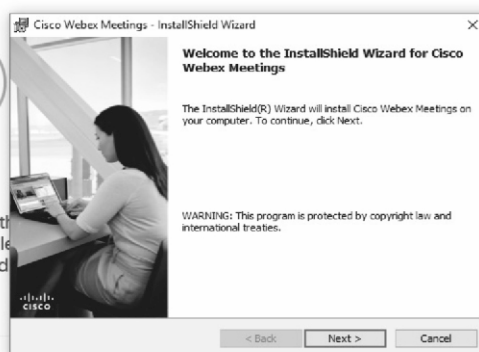 Cisco Webex Meetings - InstallShield Wizard
Welcome to the InstallShield Wizard for Cisco
Webex Meetings
The InstallShield(R) Wizard will install Cisco Webex Meetings on
your computer. To continue, click Next.
WARNING: This program is protected by copyright law and
international treaties.
CISCO
< Back
Next >
Cancel